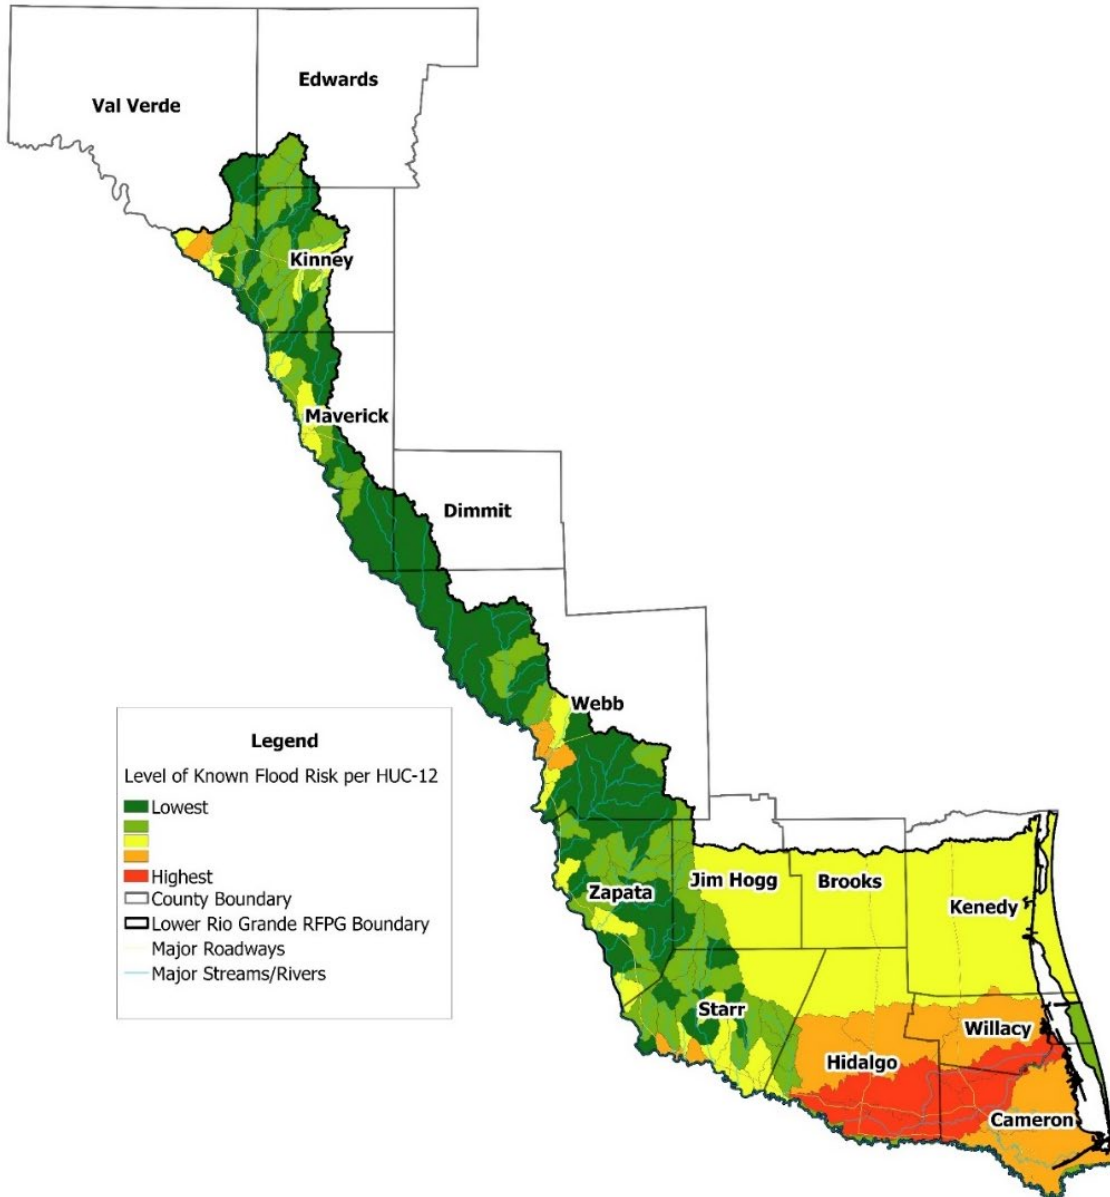 Edwards
Val Verde
Kinney
Maverick
Dimmit
Webb
Legend
Level of Known Flood Risk per HUC-12
Lowest
Highest
County Boundary
Lower Rio Grande RFPG Boundary
Major Roadways
Major Streams/Rivers
Zapata
Jim Hogg
Brooks
Kenedy
Starr
Willacy
Hidalgo
Cameron